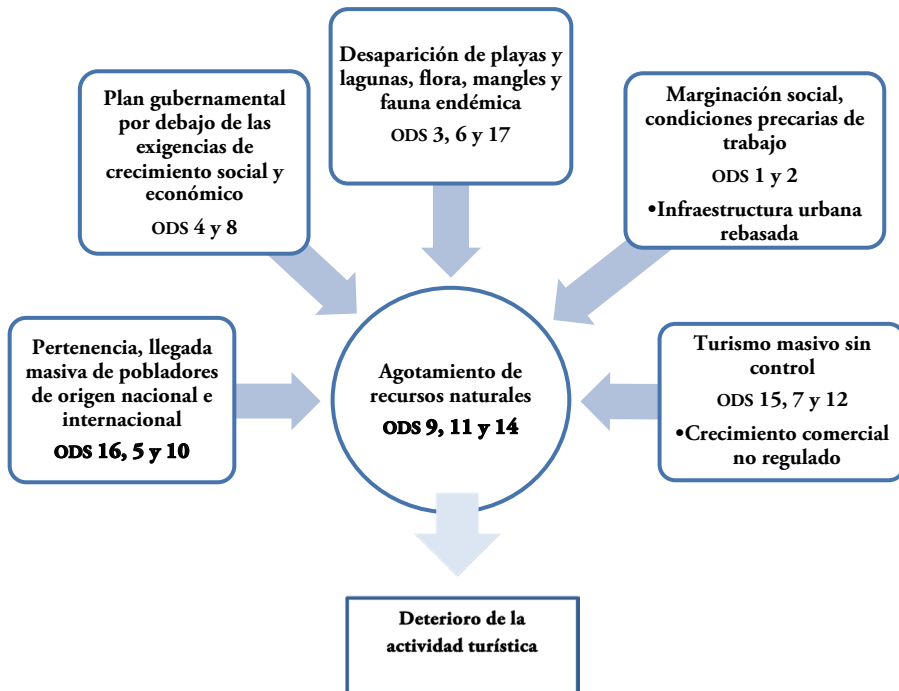 Desaparición de playas y
lagunas, flora, mangles y
fauna endémica
ODS 3, 6 y 17
Plan gubernamental
por debajo de las
exigencias de
crecimiento social y
económico
ODS 4 y 8
Marginación social,
condiciones precarias de
trabajo
ODS 1 y 2
•Infraestructura urbana
rebasada
Pertenencia, llegada
masiva de pobladores
de origen nacional e
internacional
ODS 16, 5 y 10
Agotamiento de
recursos naturales
ODS 9, 11 y 14
Turismo masivo sin
control
ODS 15, 7 y 12
•Crecimiento comercial
no regulado
Deterioro de la
actividad turística